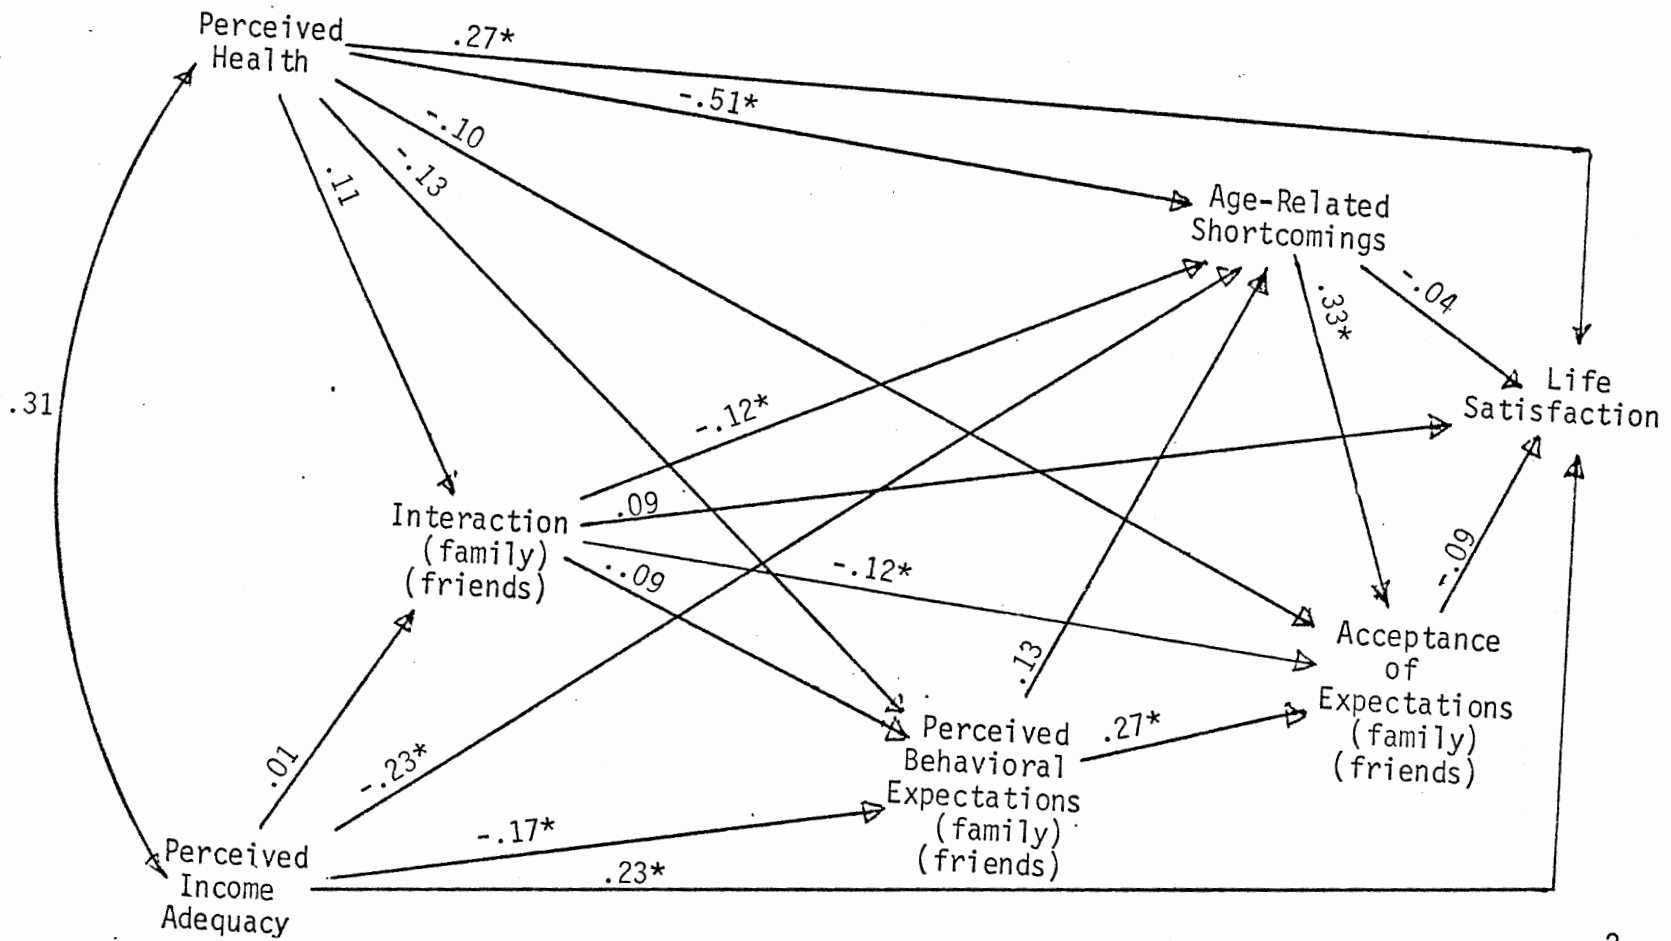 Perceived
Health
.27*
-.51*
-.10
-.13
.11
Age-Related
Shortcomings
-.04
.33*
Life
Satisfaction
.31
-.12*
.09
Interaction
(family)
(friends)
-.12*
-.09
.13
Acceptance
of
Expectations
(family)
(friends)
.27*
Perceived
Behavioral
Expectations
(family)
(friends)
.01
-.23*
-.17*
.23*
Perceived
Income
Adequacy